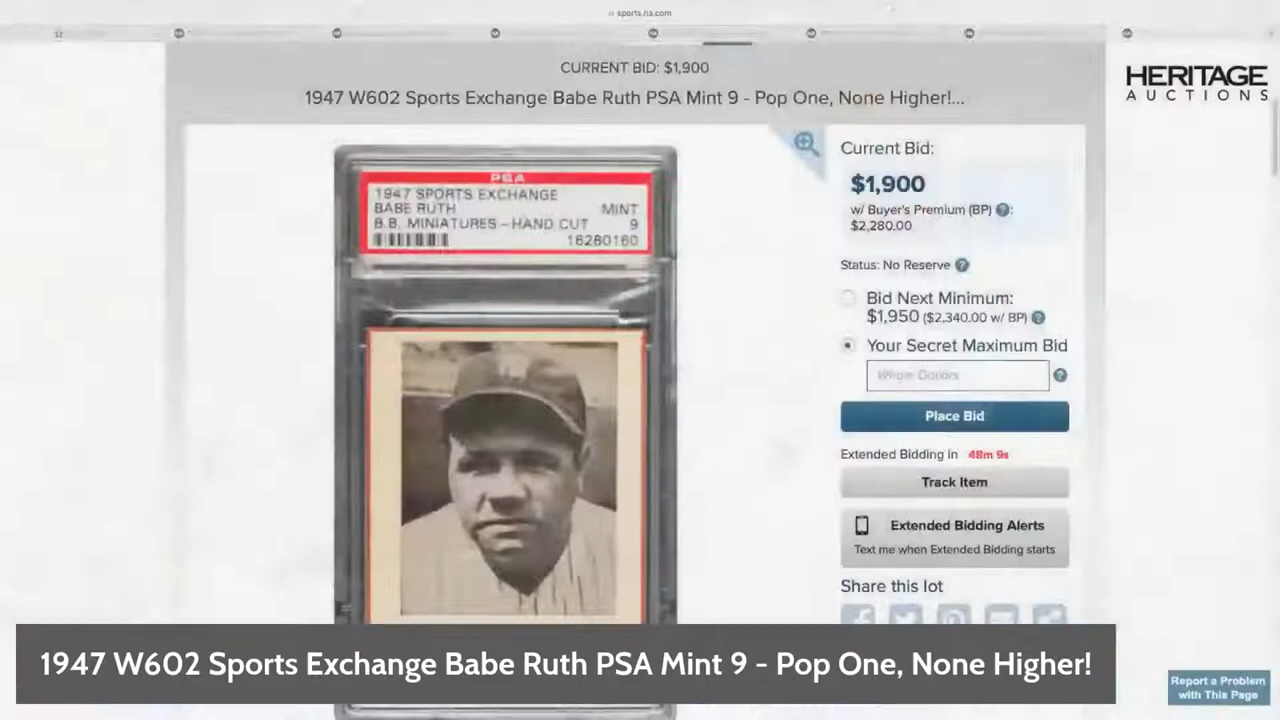 sports.ha.com
CURRENT BID: $1,900
1947 W602 Sports Exchange Babe Ruth PSA Mint 9 - Pop One, None Higher!...
HERITAGE
AUCTIONS
PSA
1947 SPORTS EXCHANGE
BABE RUTH MINT
B.B. MINIATURES - HAND CUT 9
16280160
Current Bid:
$1,900
w/ Buyer's Premium (BP) ?:
$2,280.00
Status: No Reserve ?
Bid Next Minimum:
$1,950 ($2,340.00 w/ BP) ?
Your Secret Maximum Bid
Whole Dollars
?
Place Bid
Extended Bidding in 48m 9s
Track Item
Extended Bidding Alerts
Text me when Extended Bidding starts
Share this lot
1947 W602 Sports Exchange Babe Ruth PSA Mint 9 - Pop One, None Higher!
Report a Problem
with This Page